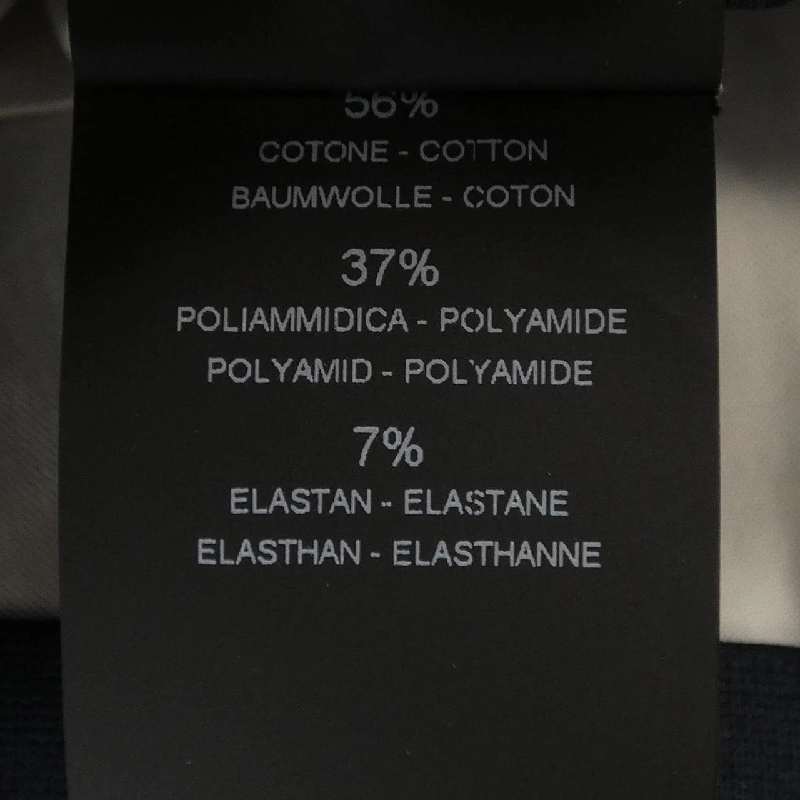 56%
COTONE - COTTON
BAUMWOLLE - COTON
37%
POLIAMMIDICA - POLYAMIDE
POLYAMID - POLYAMIDE
7%
ELASTAN - ELASTANE
ELASTHAN - ELASTHANNE